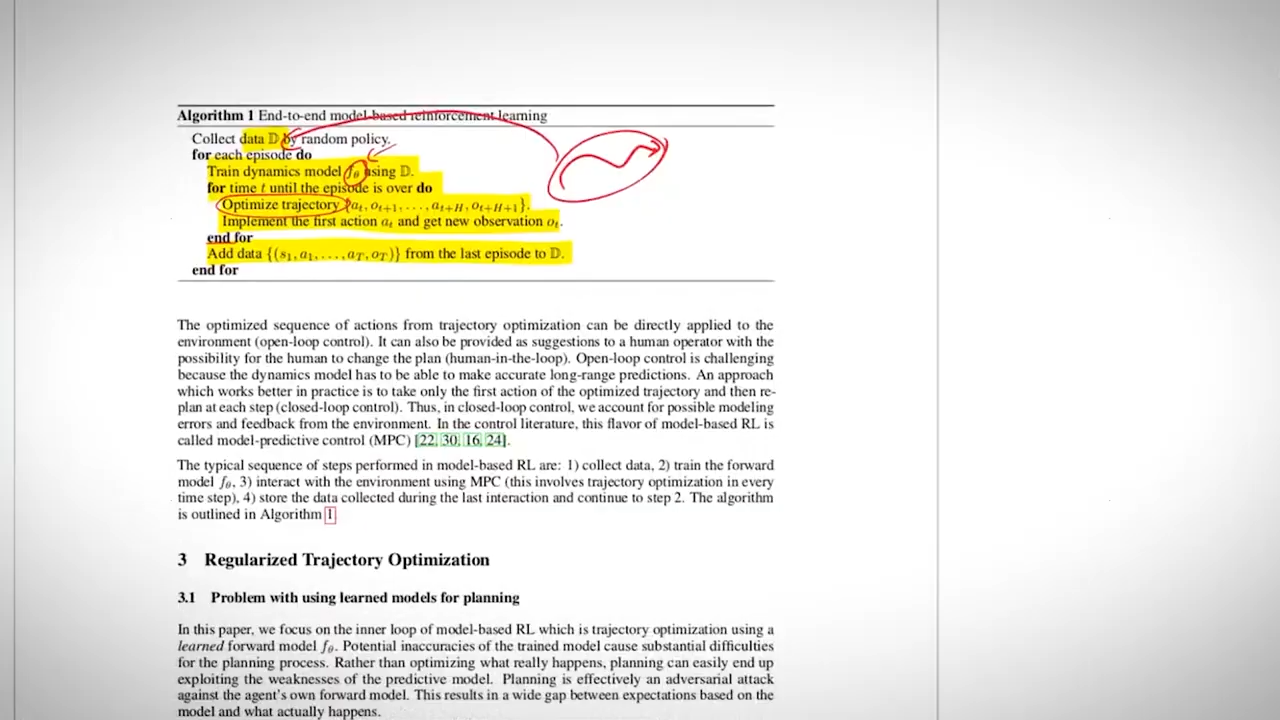 Algorithm 1 End-to-end model-based reinforcement learning
Collect data 𝔻 by random policy.
for each episode do
Train dynamics model fθ using 𝔻.
for time t until the episode is over do
Optimize trajectory {at, ot+1, . . . , at+H, ot+H+1}.
Implement the first action at and get new observation ot.
end for
Add data {(s1, a1, . . . , aT, oT)} from the last episode to 𝔻.
end for
The optimized sequence of actions from trajectory optimization can be directly applied to the
environment (open-loop control). It can also be provided as suggestions to a human operator with the
possibility for the human to change the plan (human-in-the-loop). Open-loop control is challenging
because the dynamics model has to be able to make accurate long-range predictions. An approach
which works better in practice is to take only the first action of the optimized trajectory and then re-
plan at each step (closed-loop control). Thus, in closed-loop control, we account for possible modeling
errors and feedback from the environment. In the control literature, this flavor of model-based RL is
called model-predictive control (MPC) [22, 30, 16, 24].
The typical sequence of steps performed in model-based RL are: 1) collect data, 2) train the forward
model fθ, 3) interact with the environment using MPC (this involves trajectory optimization in every
time step), 4) store the data collected during the last interaction and continue to step 2. The algorithm
is outlined in Algorithm 1.
3 Regularized Trajectory Optimization
3.1 Problem with using learned models for planning
In this paper, we focus on the inner loop of model-based RL which is trajectory optimization using a
learned forward model fθ. Potential inaccuracies of the trained model cause substantial difficulties
for the planning process. Rather than optimizing what really happens, planning can easily end up
exploiting the weaknesses of the predictive model. Planning is effectively an adversarial attack
against the agent's own forward model. This results in a wide gap between expectations based on the
model and what actually happens.